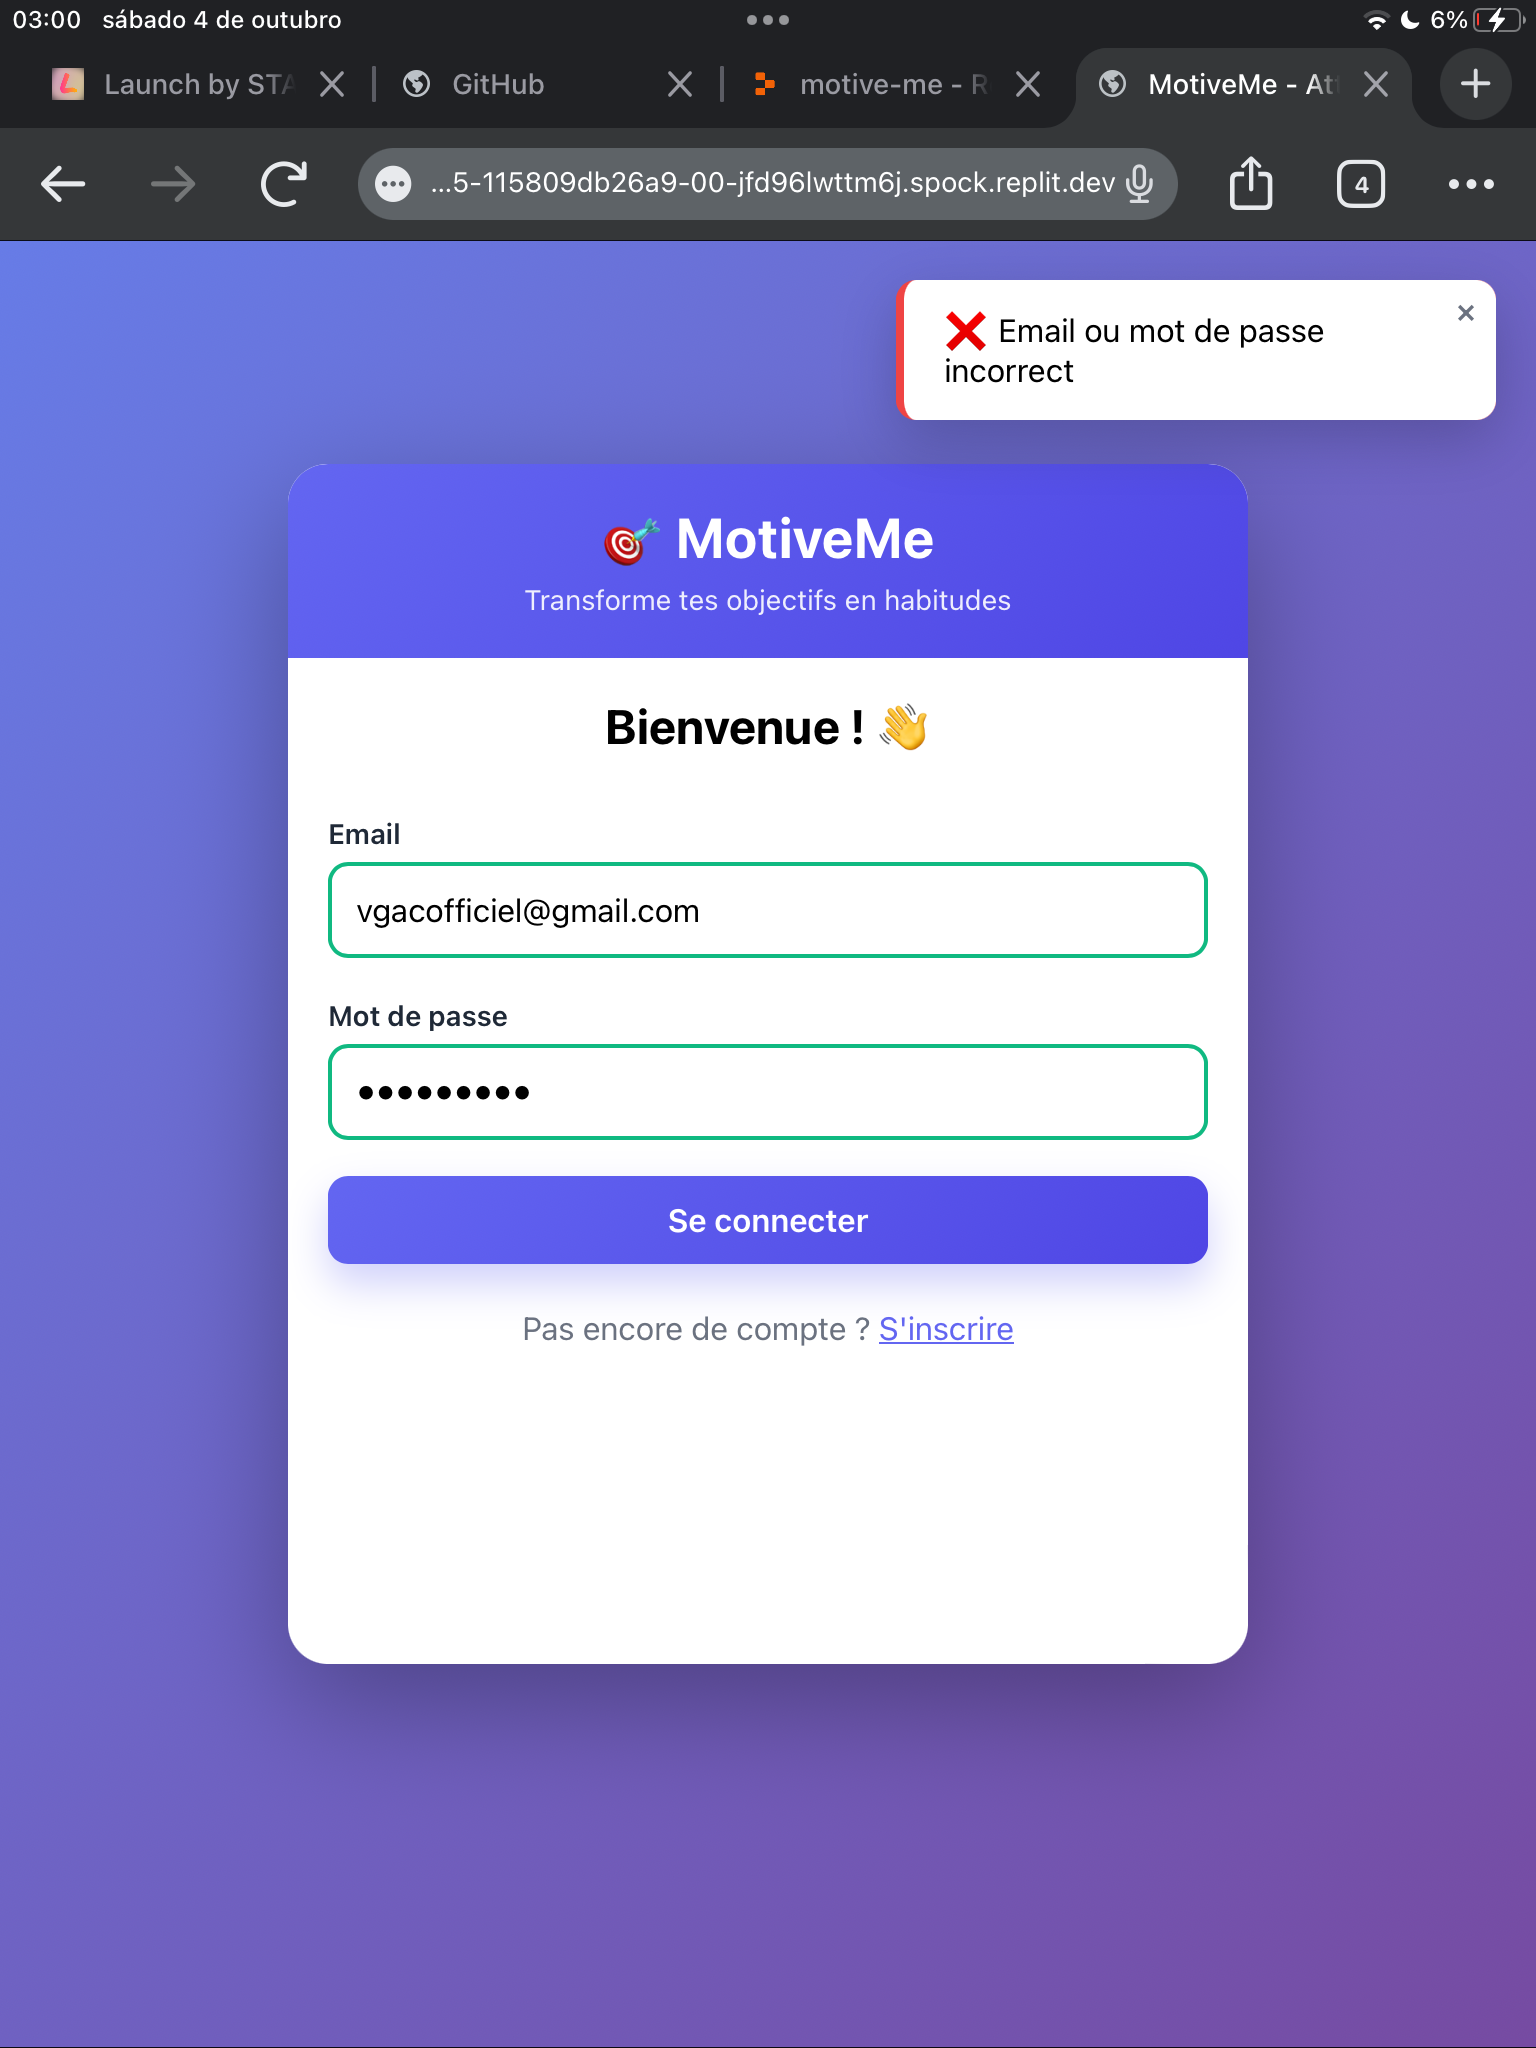 03:00 sábado 4 de outubro
6%
Launch by STA
GitHub
motive-me - R
MotiveMe - Att
...5-115809db26a9-00-jfd96lwttm6j.spock.replit.dev
4
❌ Email ou mot de passe
incorrect
×
🎯 MotiveMe
Transforme tes objectifs en habitudes
Bienvenue ! 👋
Email
vgacofficiel@gmail.com
Mot de passe
•••••••••
Se connecter
Pas encore de compte ? S'inscrire